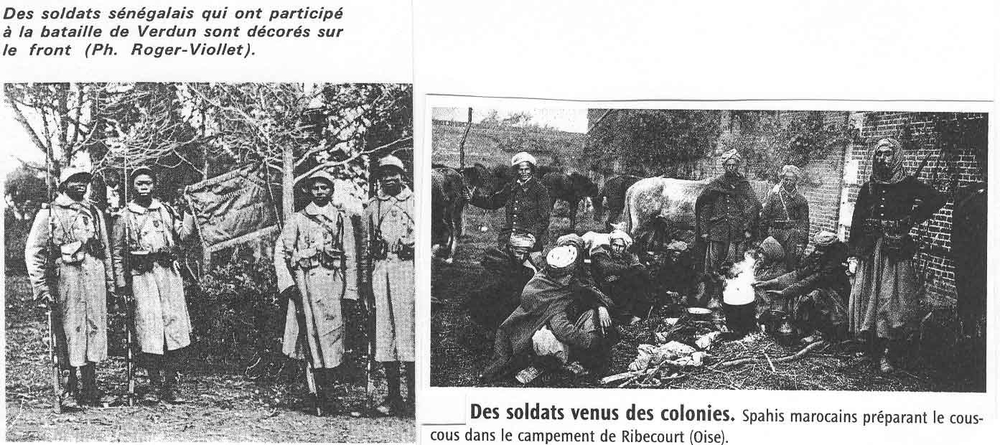 Des soldats sénégalais qui ont participé
à la bataille de Verdun sont décorés sur
le front (Ph. Roger-Viollet).
Des soldats venus des colonies. Spahis marocains préparant le cous-
cous dans le campement de Ribecourt (Oise).